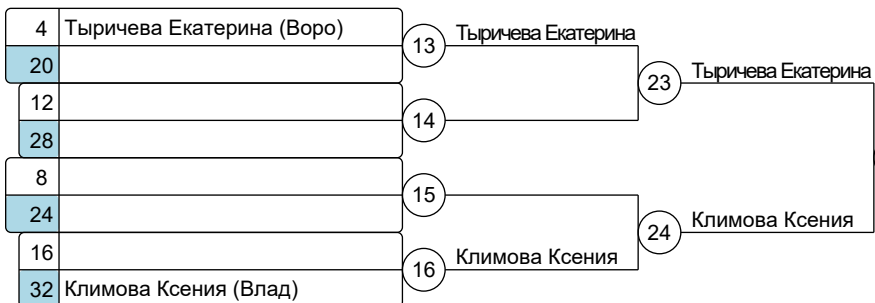 4 Тыричева Екатерина (Воро)
13 Тыричева Екатерина
20
23 Тыричева Екатерина
12
14
28
8
15
24
24 Климова Ксения
16
16 Климова Ксения
32 Климова Ксения (Влад)